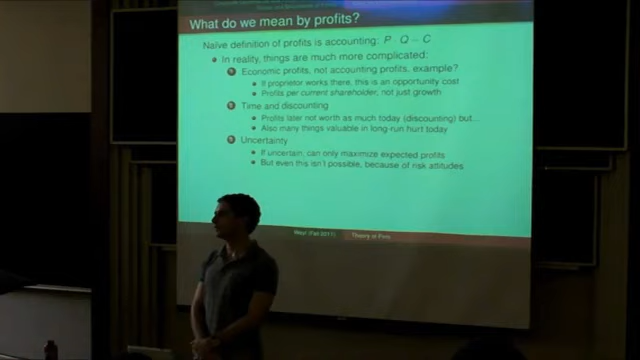 What do we mean by profits?
Naïve definition of profits is accounting: P · Q − C
In reality, things are much more complicated:
Economic profits, not accounting profits, example?
If proprietor works there, this is an opportunity cost
Profits per current shareholder, not just growth
Time and discounting
Profits later not worth as much today (discounting) but...
Also many things valuable in long-run hurt today
Uncertainty
If uncertain, can only maximize expected profits
But even this isn't possible, because of risk attitudes
Weyl (Fall 2011) Theory of Firm